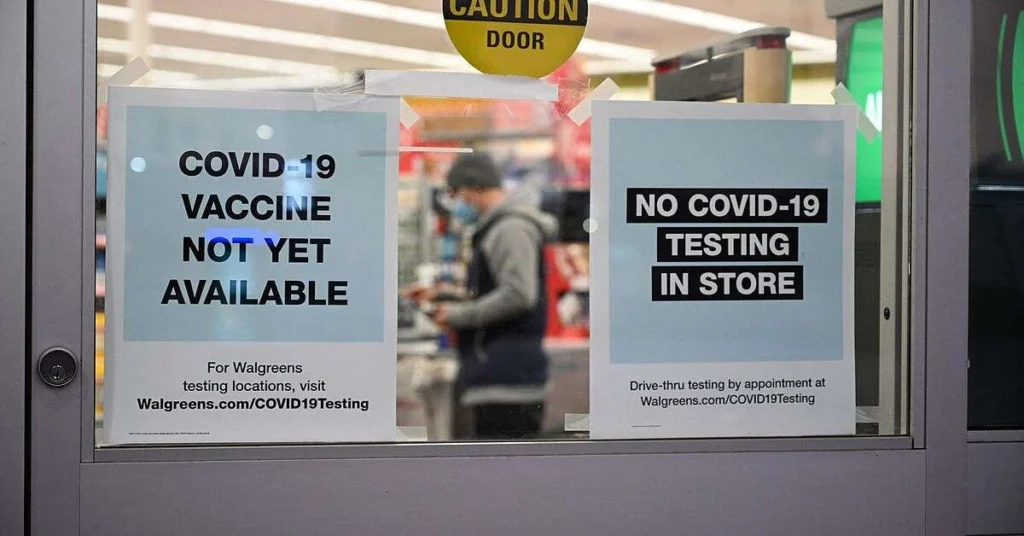 CAUTION
DOOR
COVID-19
VACCINE
NOT YET
AVAILABLE
For Walgreens
testing locations, visit
Walgreens.com/COVID19Testing
NO COVID-19
TESTING
IN STORE
Drive-thru testing by appointment at
Walgreens.com/COVID19Testing